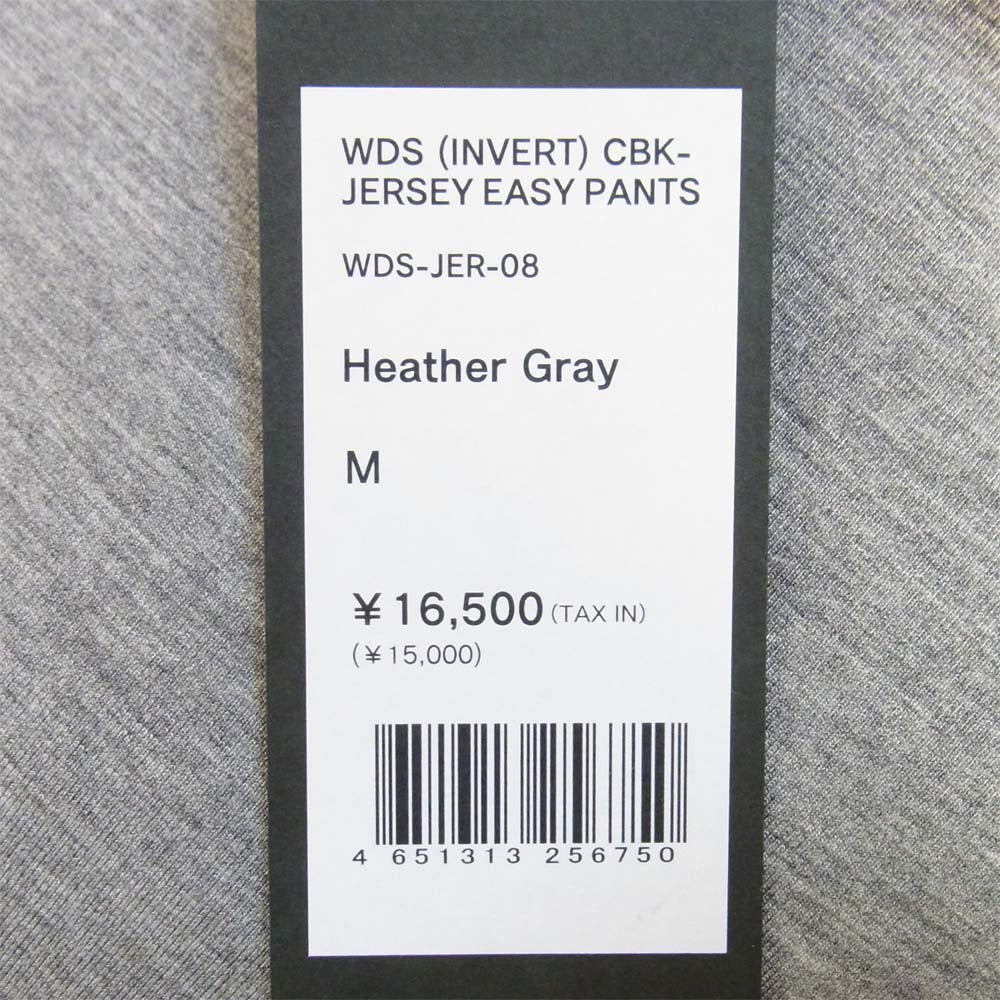 WDS (INVERT) CBK-
JERSEY EASY PANTS
WDS-JER-08
Heather Gray
M
¥16,500 (TAX IN)
(¥15,000)
4 651313 256750